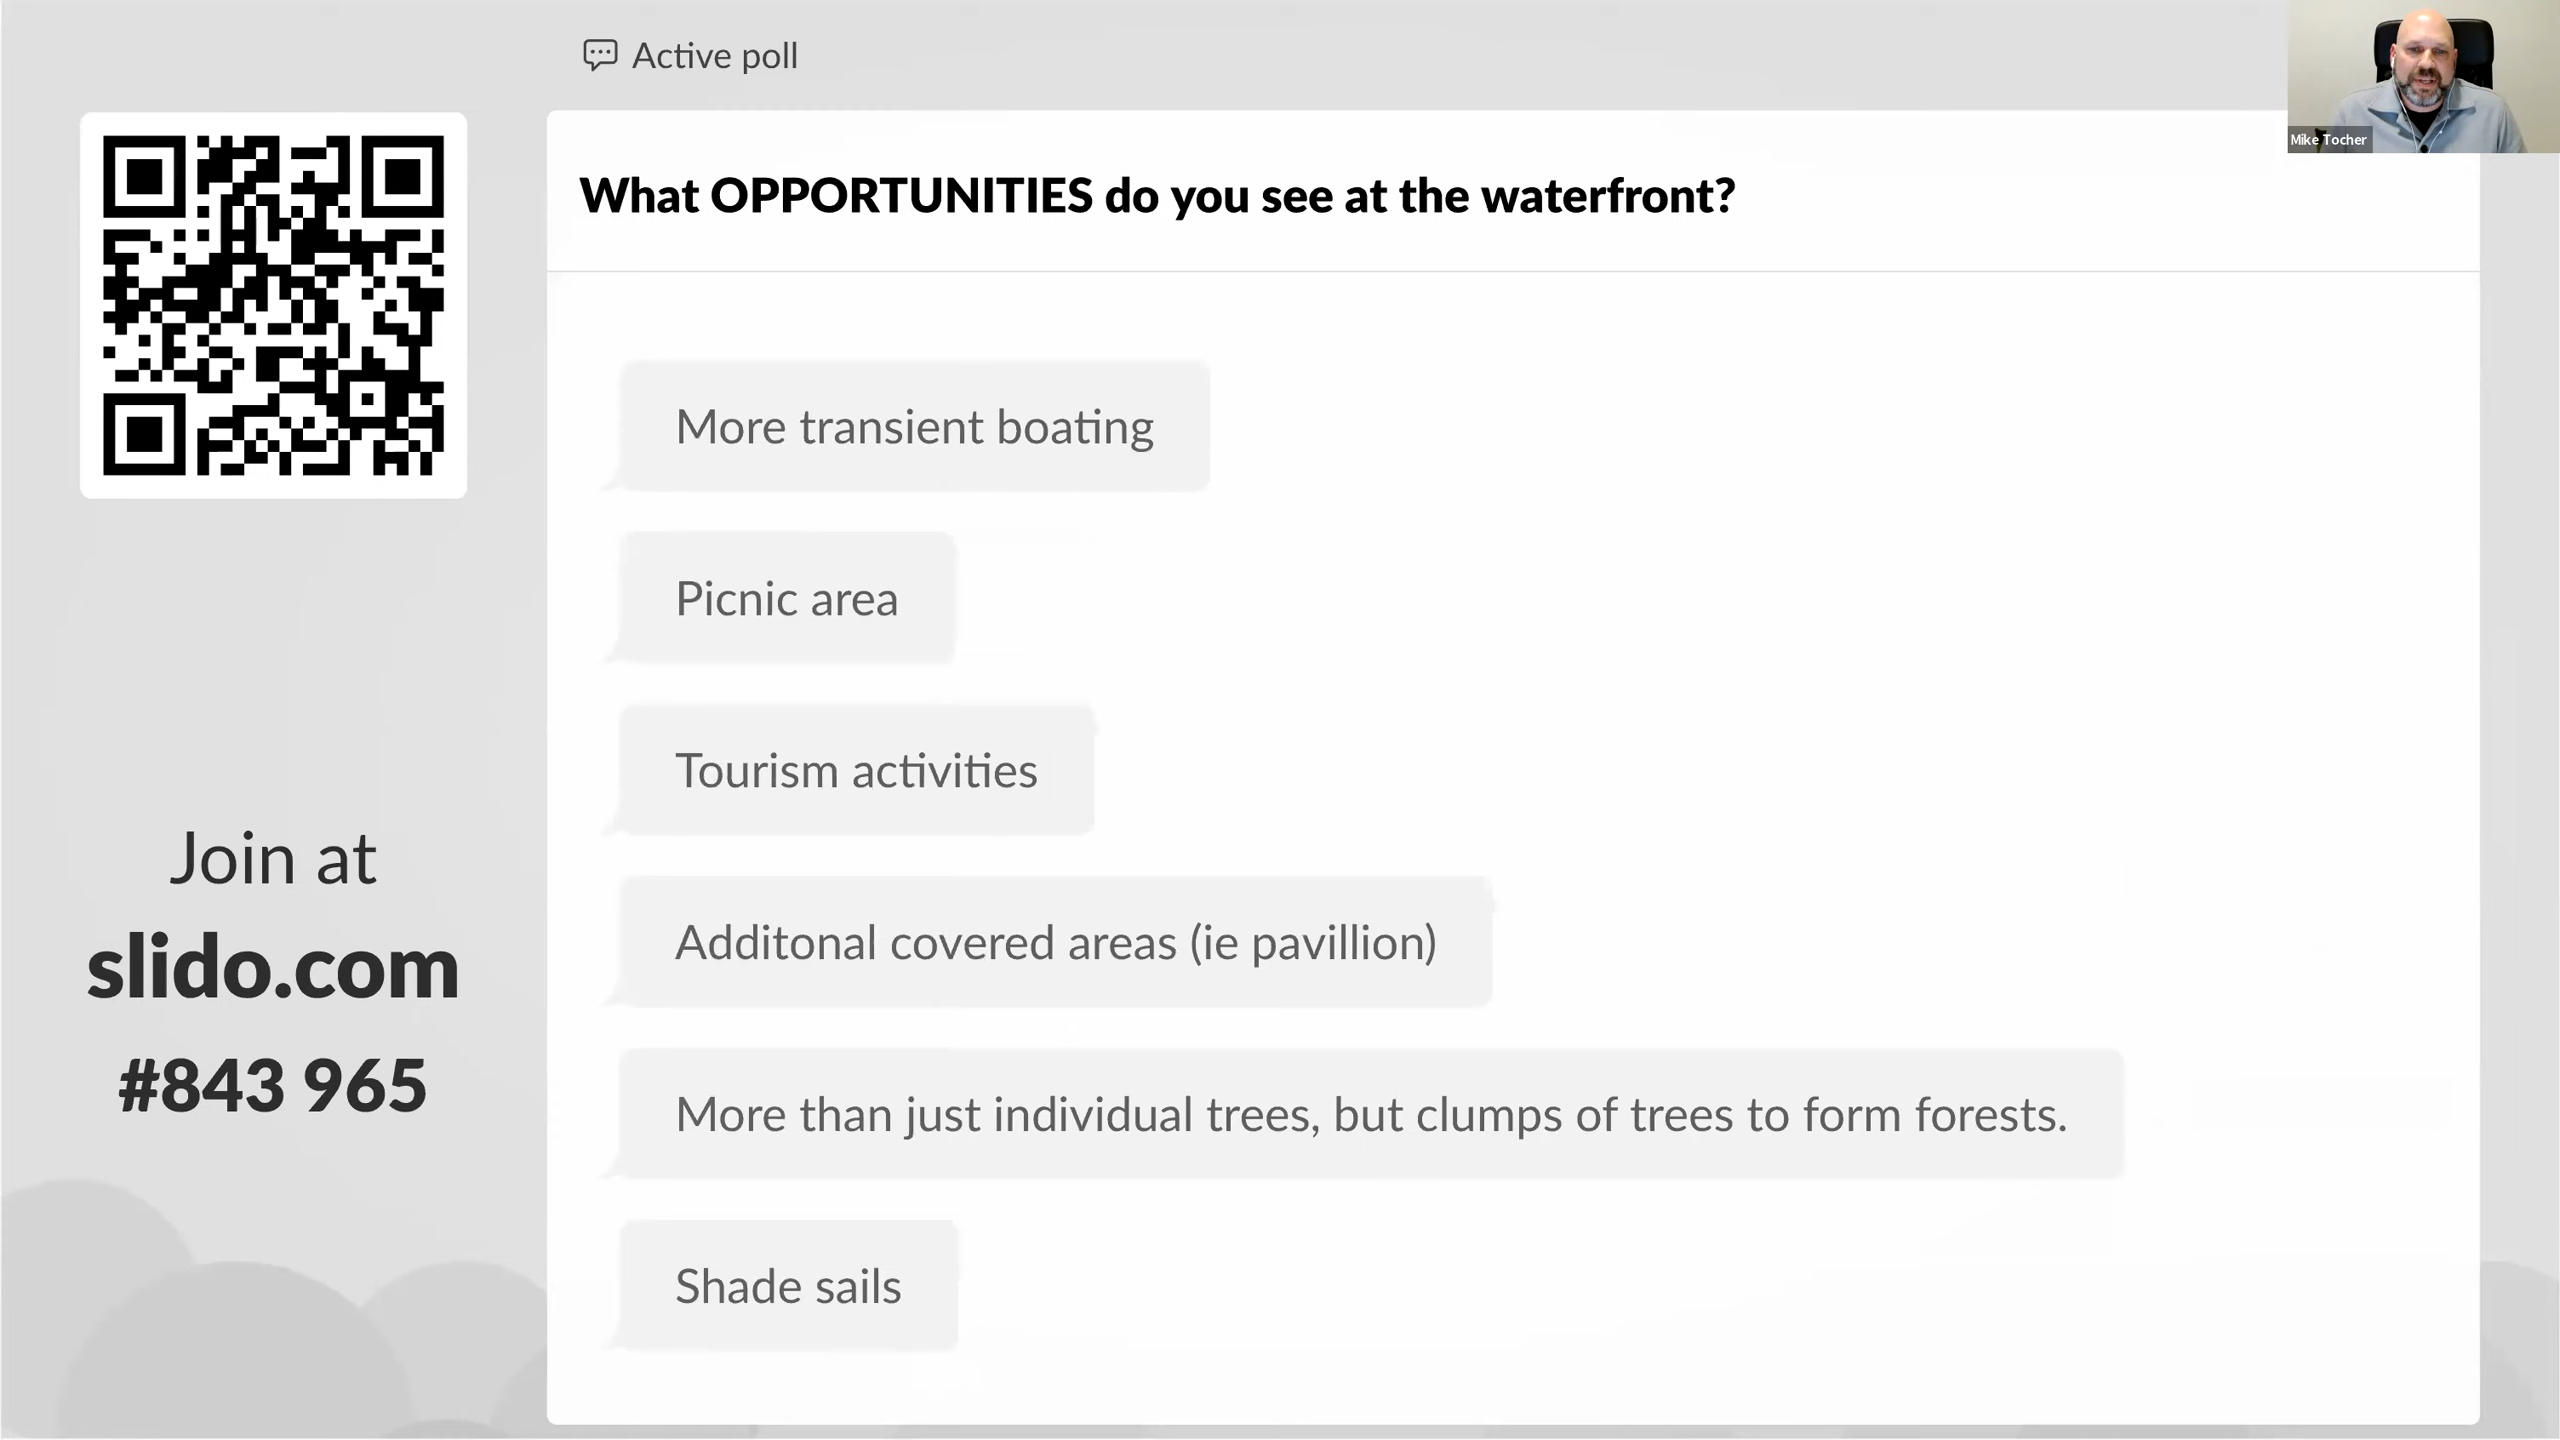 Active poll
Mike Tocher
What OPPORTUNITIES do you see at the waterfront?
More transient boating
Picnic area
Tourism activities
Additonal covered areas (ie pavillion)
More than just individual trees, but clumps of trees to form forests.
Shade sails
Join at
slido.com
#843 965